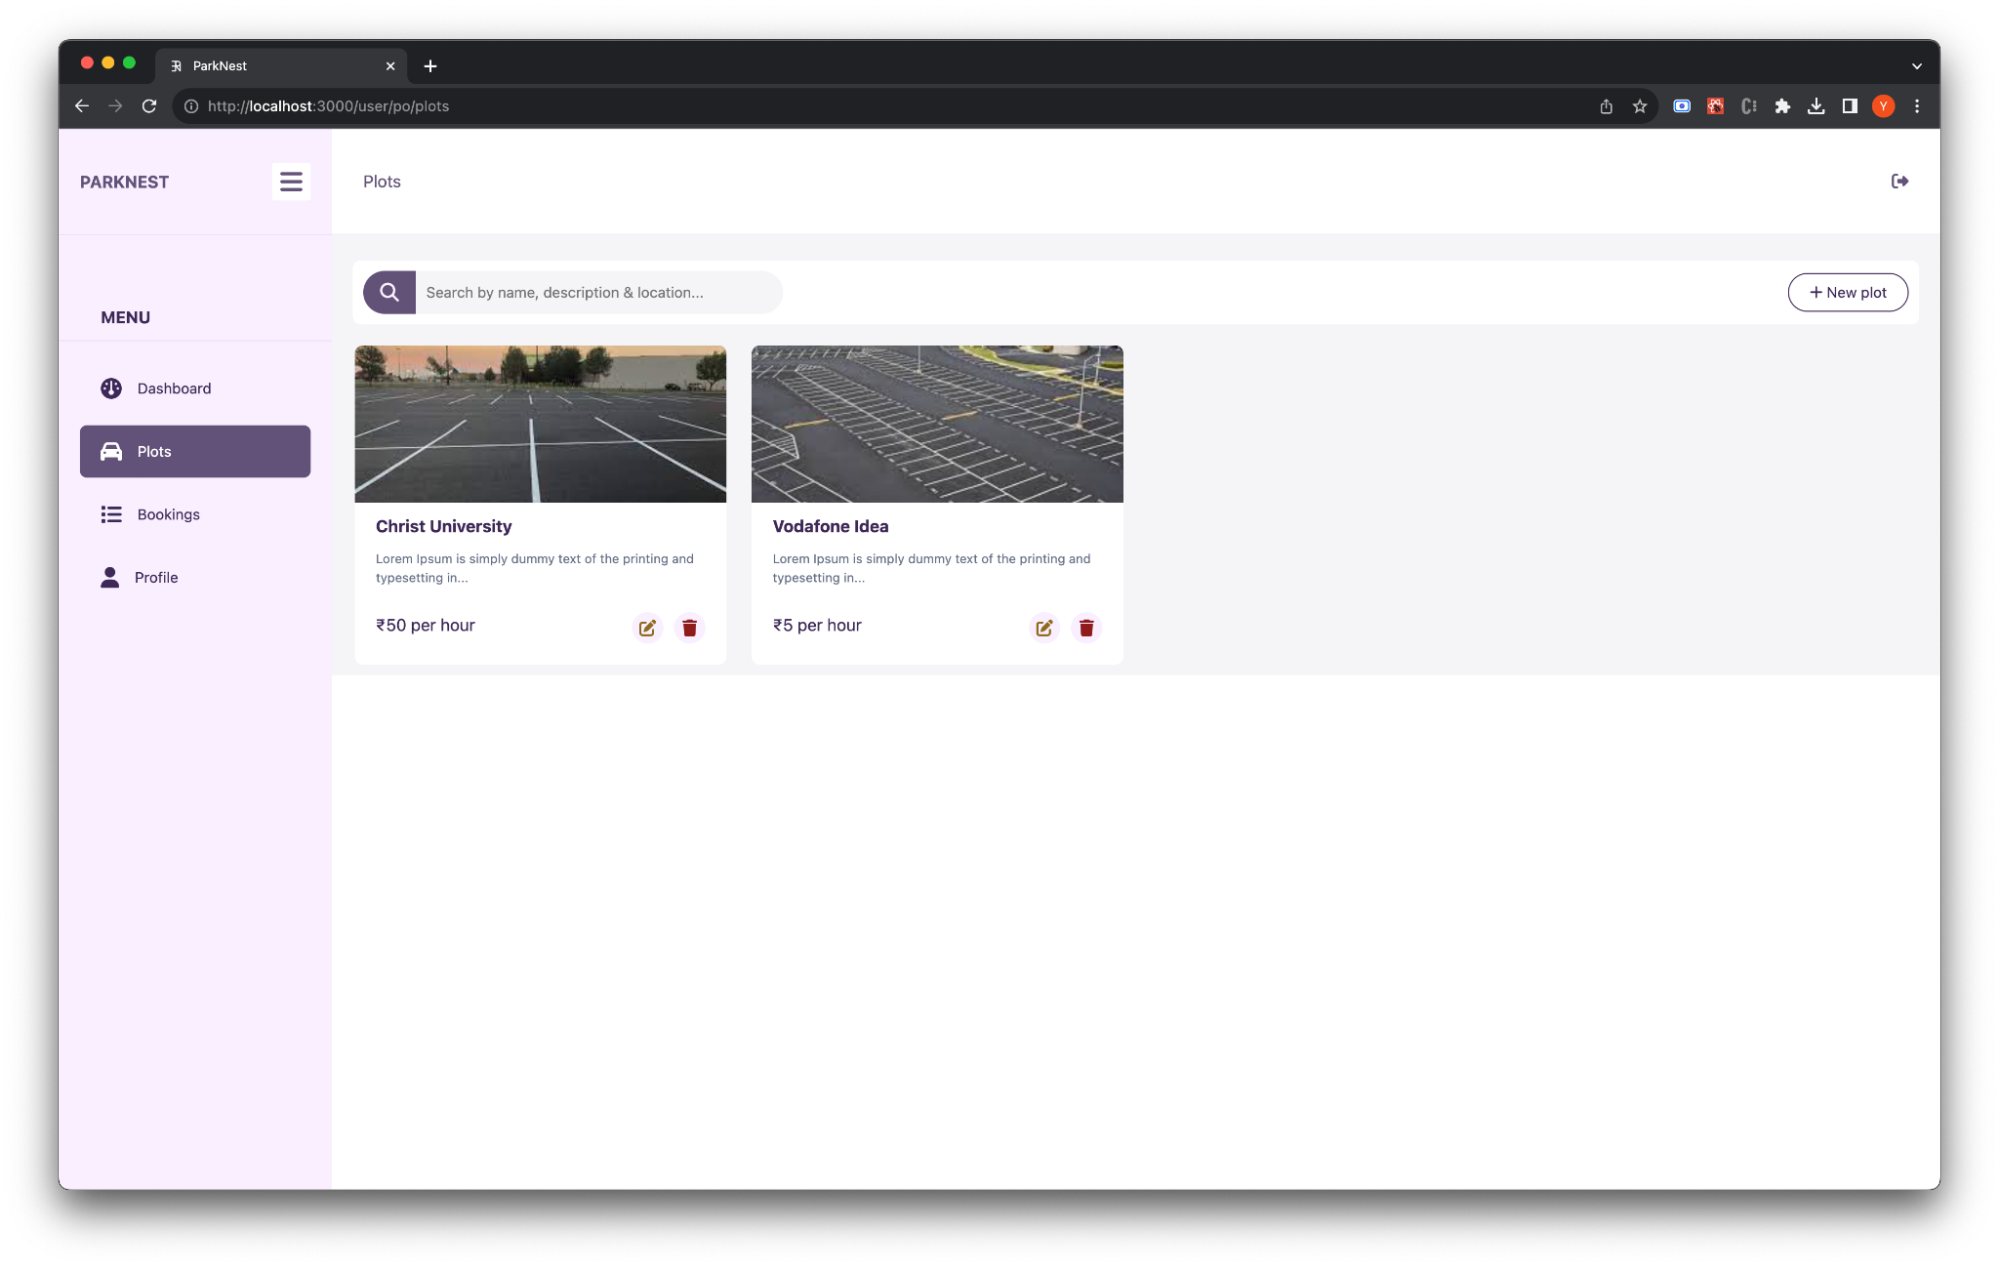 ParkNest
http://localhost:3000/user/po/plots
Y
PARKNEST
Plots
MENU
Dashboard
Plots
Bookings
Profile
Search by name, description & location...
+ New plot
Christ University
Lorem Ipsum is simply dummy text of the printing and
typesetting in...
₹50 per hour
Vodafone Idea
Lorem Ipsum is simply dummy text of the printing and
typesetting in...
₹5 per hour